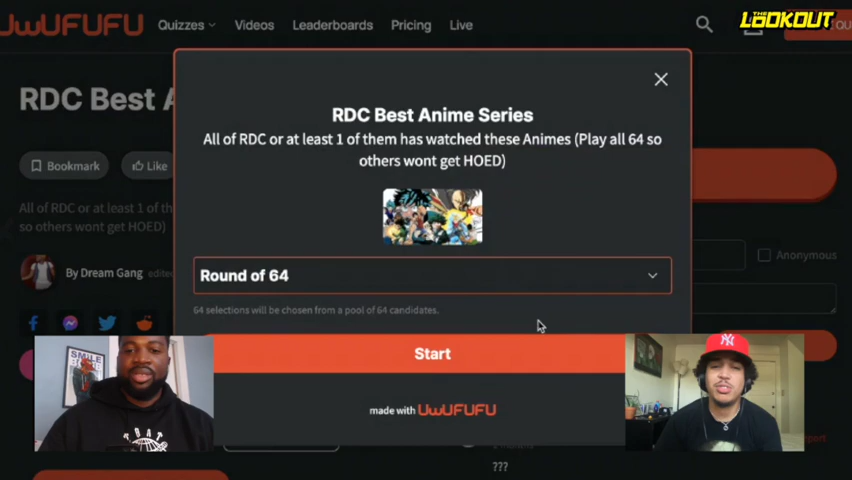 UwUFUFU
Quizzes
Videos
Leaderboards
Pricing
Live
THE LOOKOUT
RDC Best A
Bookmark
Like
All of RDC or at least 1 of th
so others wont get HOED)
By Dream Gang edite
RDC Best Anime Series
All of RDC or at least 1 of them has watched these Animes (Play all 64 so
others wont get HOED)
Round of 64
64 selections will be chosen from a pool of 64 candidates.
Start
made with UwUFUFU
Anonymous
SMiLE
???